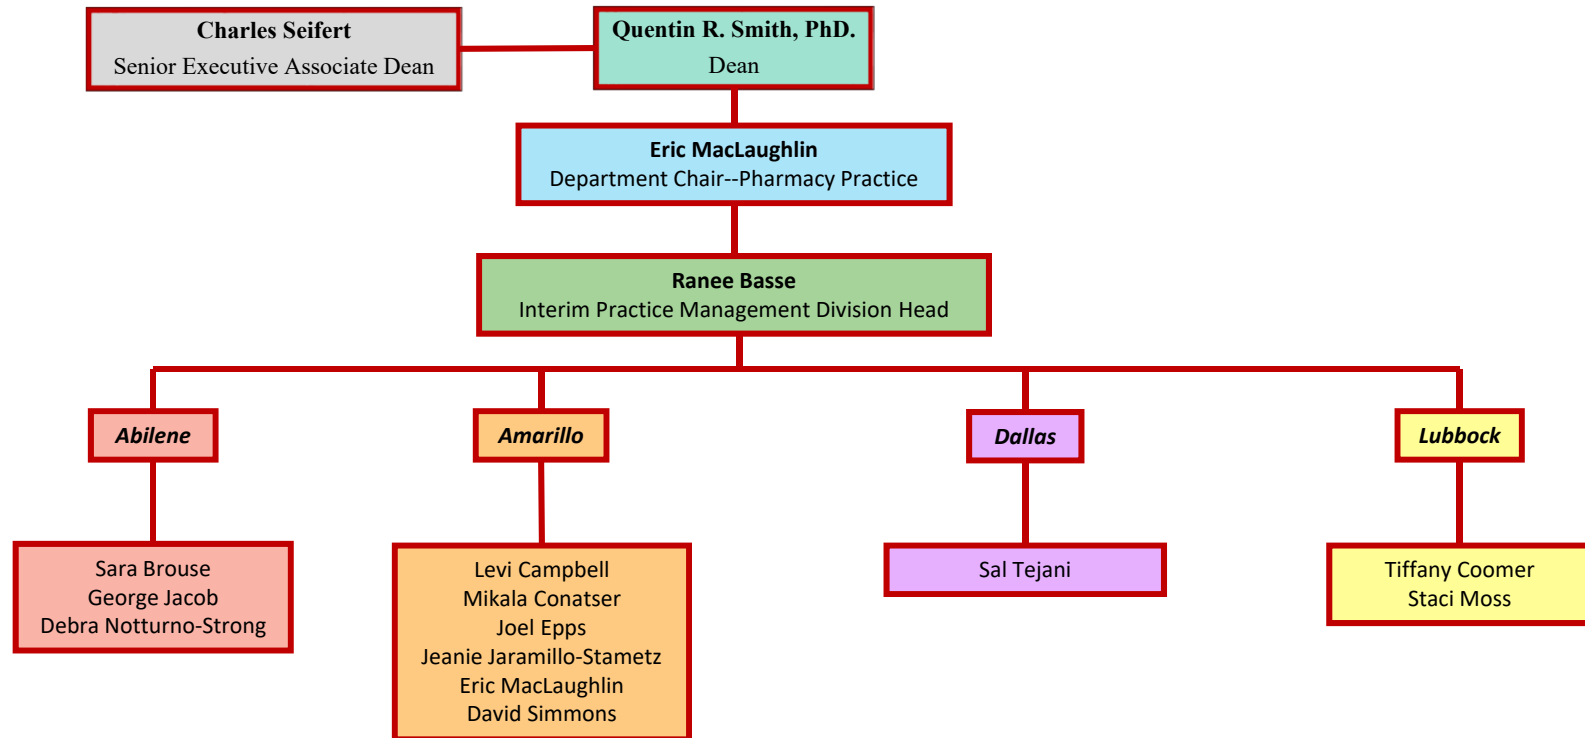 Charles Seifert
Senior Executive Associate Dean
Quentin R. Smith, PhD.
Dean
Eric MacLaughlin
Department Chair--Pharmacy Practice
Ranee Basse
Interim Practice Management Division Head
Abilene
Amarillo
Dallas
Lubbock
Sara Brouse
George Jacob
Debra Notturno-Strong
Levi Campbell
Mikala Conatser
Joel Epps
Jeanie Jaramillo-Stametz
Eric MacLaughlin
David Simmons
Sal Tejani
Tiffany Coomer
Staci Moss